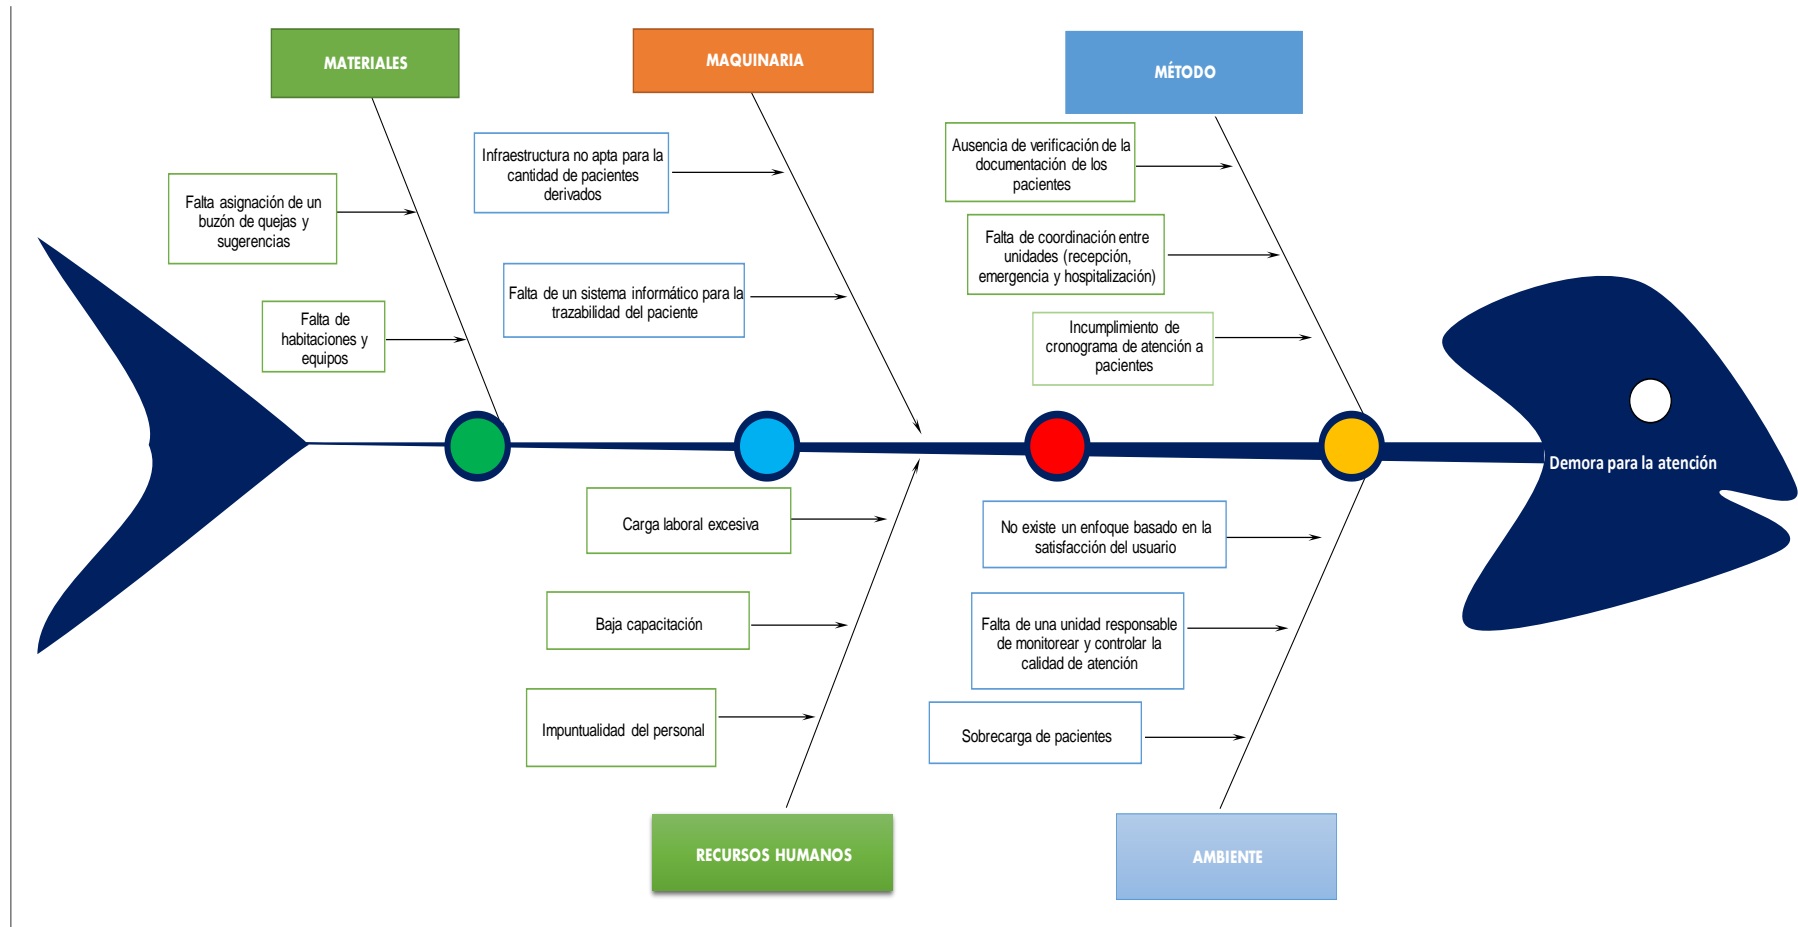 MATERIALES
MAQUINARIA
MÉTODO
Falta asignación de un
buzón de quejas y
sugerencias
Falta de
habitaciones y
equipos
Infraestructura no apta para la
cantidad de pacientes
derivados
Falta de un sistema informático para la
trazabilidad del paciente
Ausencia de verificación de la
documentación de los
pacientes
Falta de coordinación entre
unidades (recepción,
emergencia y hospitalización)
Incumplimiento de
cronograma de atención a
pacientes
Demora para la atención
Carga laboral excesiva
Baja capacitación
Impuntualidad del personal
No existe un enfoque basado en la
satisfacción del usuario
Falta de una unidad responsable
de monitorear y controlar la
calidad de atención
Sobrecarga de pacientes
RECURSOS HUMANOS
AMBIENTE